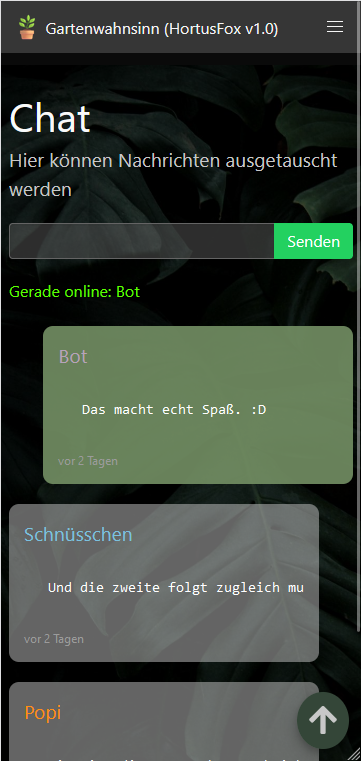 Gartenwahnsinn (HortusFox v1.0)
Chat
Hier können Nachrichten ausgetauscht
werden
Senden
Gerade online: Bot
Bot
Das macht echt Spaß. :D
vor 2 Tagen
Schnüsschen
Und die zweite folgt zugleich mu
vor 2 Tagen
Popi